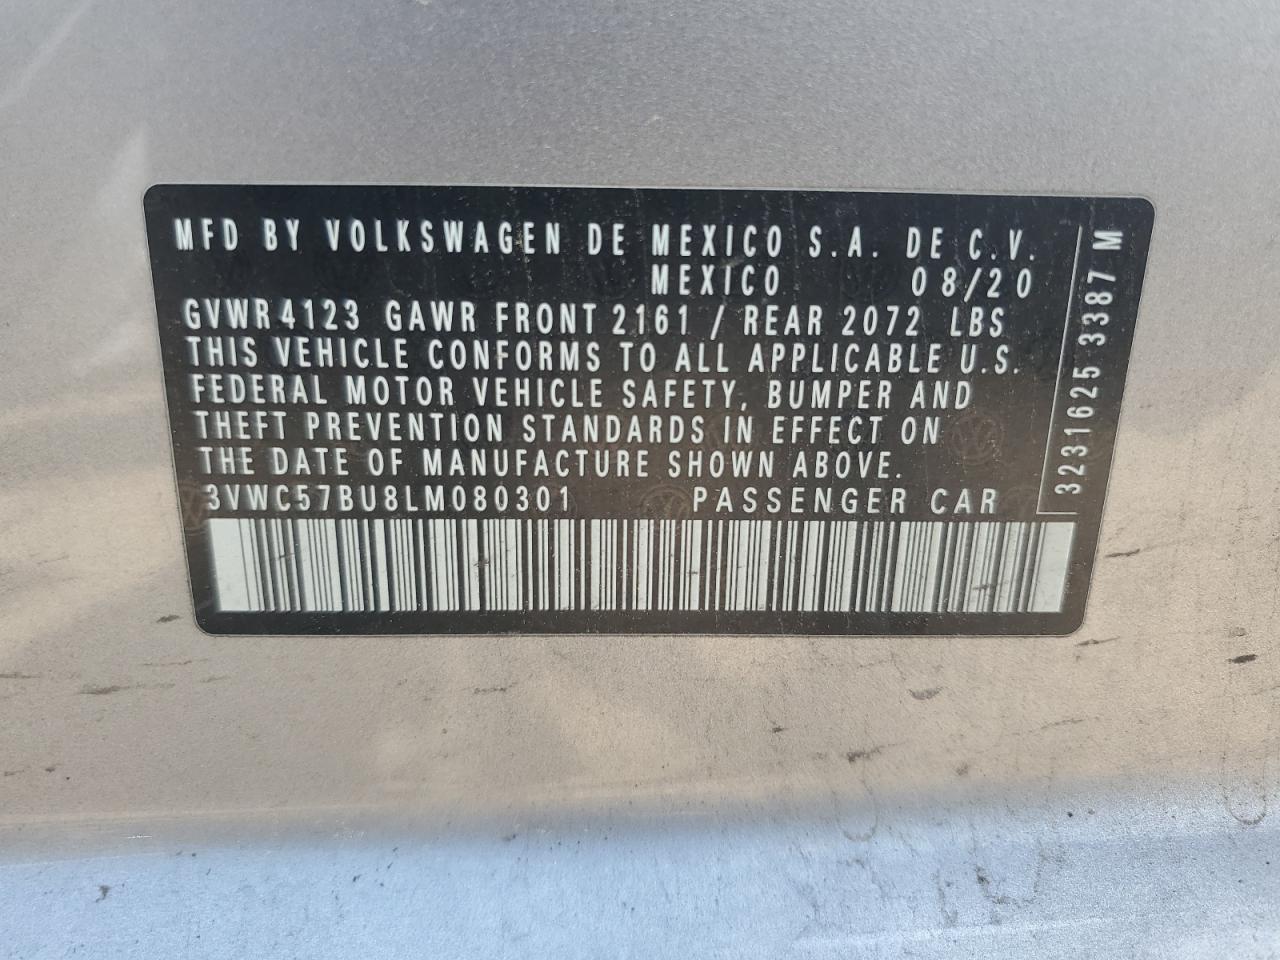 MFD BY VOLKSWAGEN DE MEXICO S.A. DE C.V.
MEXICO 08/20
GVWR 4123 GAWR FRONT 2161 / REAR 2072 LBS
THIS VEHICLE CONFORMS TO ALL APPLICABLE U.S.
FEDERAL MOTOR VEHICLE SAFETY, BUMPER AND
THEFT PREVENTION STANDARDS IN EFFECT ON
THE DATE OF MANUFACTURE SHOWN ABOVE.
3VWC57BU8LM080301 PASSENGER CAR
3231625 3387 M